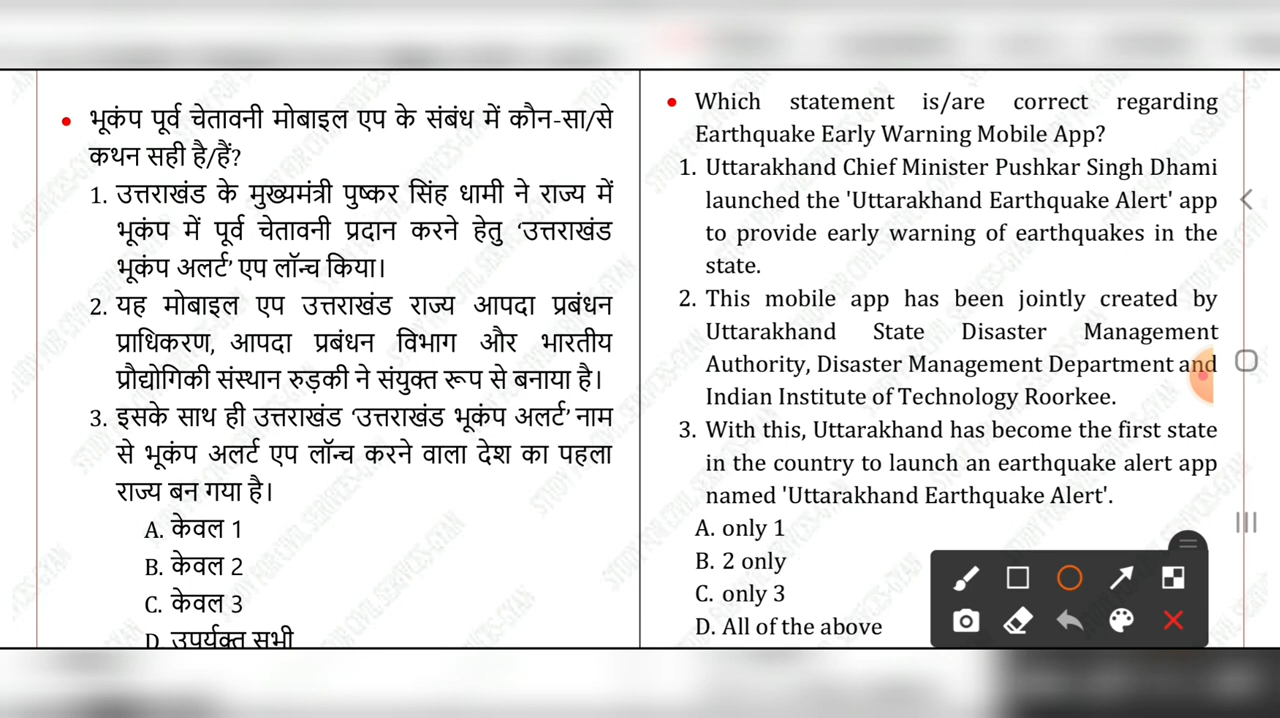 भूकंप पूर्व चेतावनी मोबाइल एप के संबंध में कौन-सा/से
कथन सही है/हैं?
1. उत्तराखंड के मुख्यमंत्री पुष्कर सिंह धामी ने राज्य में
भूकंप में पूर्व चेतावनी प्रदान करने हेतु ‘उत्तराखंड
भूकंप अलर्ट’ एप लॉन्च किया।
2. यह मोबाइल एप उत्तराखंड राज्य आपदा प्रबंधन
प्राधिकरण, आपदा प्रबंधन विभाग और भारतीय
प्रौद्योगिकी संस्थान रुड़की ने संयुक्त रूप से बनाया है।
3. इसके साथ ही उत्तराखंड ‘उत्तराखंड भूकंप अलर्ट’ नाम
से भूकंप अलर्ट एप लॉन्च करने वाला देश का पहला
राज्य बन गया है।
A. केवल 1
B. केवल 2
C. केवल 3
D. उपर्युक्त सभी
Which statement is/are correct regarding
Earthquake Early Warning Mobile App?
1. Uttarakhand Chief Minister Pushkar Singh Dhami
launched the 'Uttarakhand Earthquake Alert' app
to provide early warning of earthquakes in the
state.
2. This mobile app has been jointly created by
Uttarakhand State Disaster Management
Authority, Disaster Management Department and
Indian Institute of Technology Roorkee.
3. With this, Uttarakhand has become the first state
in the country to launch an earthquake alert app
named 'Uttarakhand Earthquake Alert'.
A. only 1
B. 2 only
C. only 3
D. All of the above